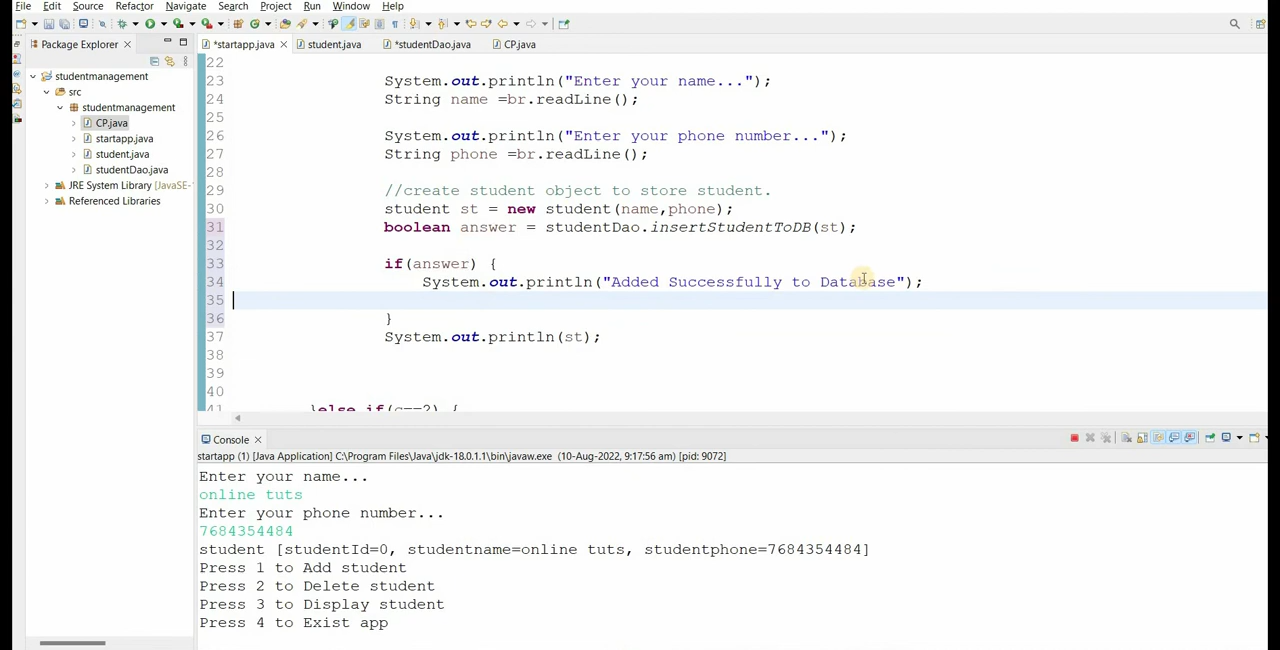 File Edit Source Refactor Navigate Search Project Run Window Help
Package Explorer
*startapp.java student.java *studentDao.java CP.java
studentmanagement
src
studentmanagement
CP.java
startapp.java
student.java
studentDao.java
JRE System Library [JavaSE-
Referenced Libraries
22
23 System.out.println("Enter your name...");
24 String name =br.readLine();
25
26 System.out.println("Enter your phone number...");
27 String phone =br.readLine();
28
29 //create student object to store student.
30 student st = new student(name,phone);
31 boolean answer = studentDao.insertStudentToDB(st);
32
33 if(answer) {
34 System.out.println("Added Successfully to Database");
35
36 }
37 System.out.println(st);
38
39
40
41 }else if(c==2) {
Console
startapp (1) [Java Application] C:\Program Files\Java\jdk-18.0.1.1\bin\javaw.exe (10-Aug-2022, 9:17:56 am) [pid: 9072]
Enter your name...
online tuts
Enter your phone number...
7684354484
student [studentId=0, studentname=online tuts, studentphone=7684354484]
Press 1 to Add student
Press 2 to Delete student
Press 3 to Display student
Press 4 to Exist app